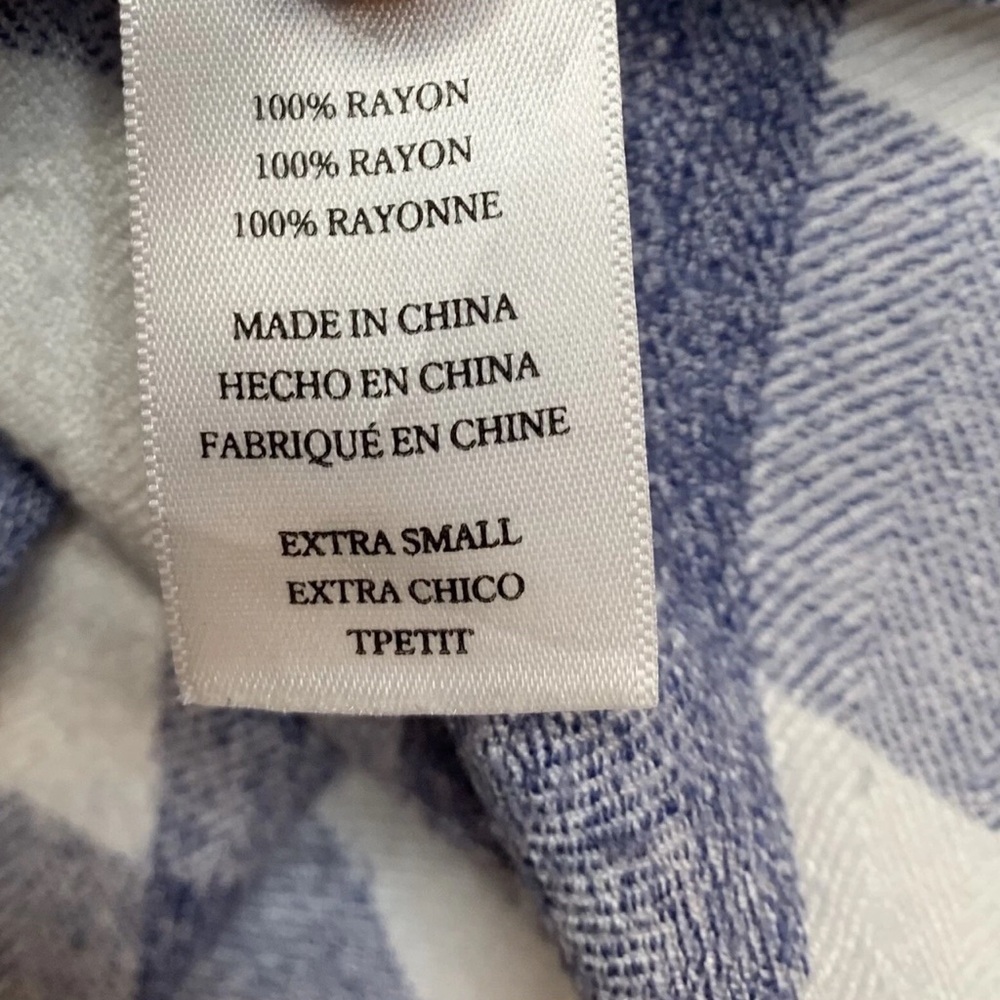 100% RAYON
100% RAYON
100% RAYONNE
MADE IN CHINA
HECHO EN CHINA
FABRIQUÉ EN CHINE
EXTRA SMALL
EXTRA CHICO
TPETIT